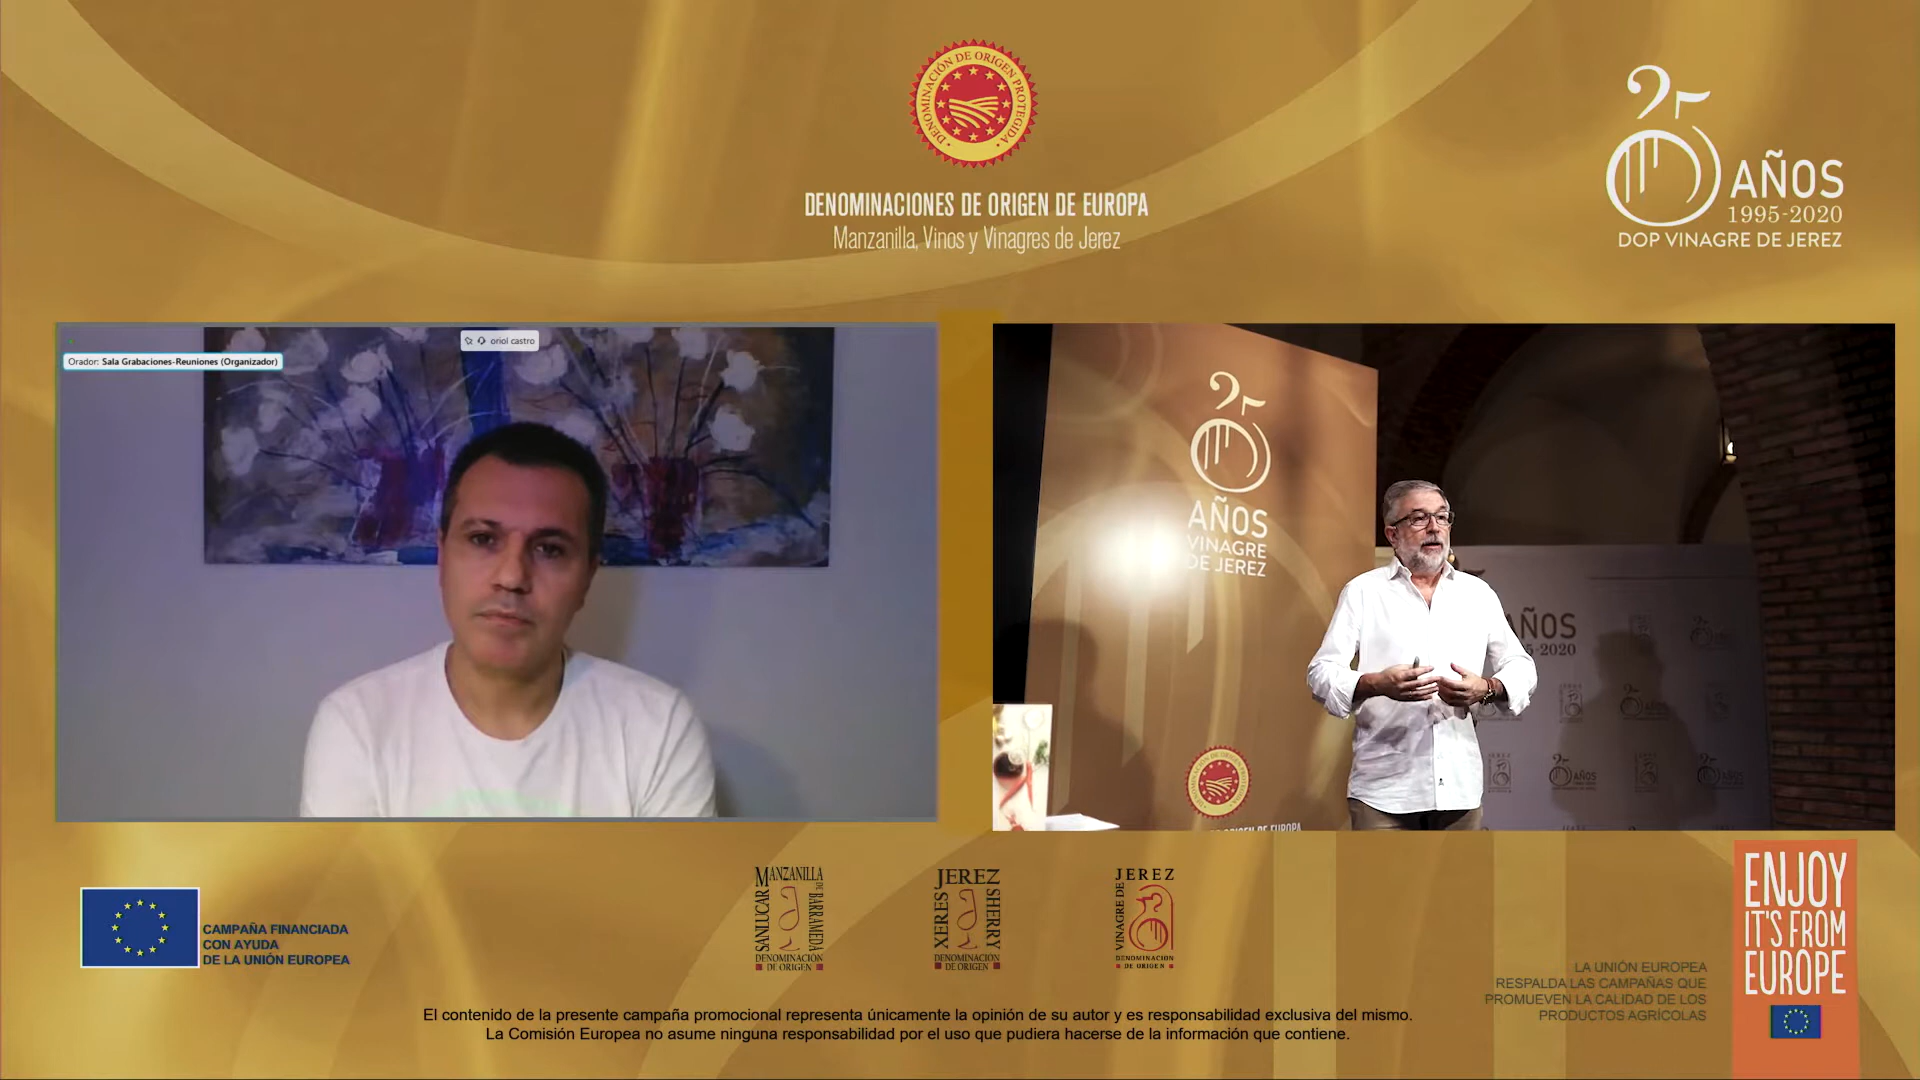 DENOMINACIÓN DE ORIGEN PROTEGIDA
DENOMINACIONES DE ORIGEN DE EUROPA
Manzanilla, Vinos y Vinagres de Jerez
25
AÑOS
1995-2020
DOP VINAGRE DE JEREZ
oriol castro
Orador: Sala Grabaciones-Reuniones (Organizador)
25
AÑOS
VINAGRE
DE JEREZ
AÑOS
5-2020
AÑOS
CAMPAÑA FINANCIADA
CON AYUDA
DE LA UNIÓN EUROPEA
MANZANILLA
SANLUCAR
DE BARRAMEDA
DENOMINACIÓN
DE ORIGEN
JEREZ
XERES
SHERRY
DENOMINACIÓN
DE ORIGEN
JEREZ
VINAGRE DE
DENOMINACION
DE ORIGEN
LA UNIÓN EUROPEA
RESPALDA LAS CAMPAÑAS QUE
PROMUEVEN LA CALIDAD DE LOS
PRODUCTOS AGRÍCOLAS
ENJOY
IT'S FROM
EUROPE
El contenido de la presente campaña promocional representa únicamente la opinión de su autor y es responsabilidad exclusiva del mismo.
La Comisión Europea no asume ninguna responsabilidad por el uso que pudiera hacerse de la información que contiene.